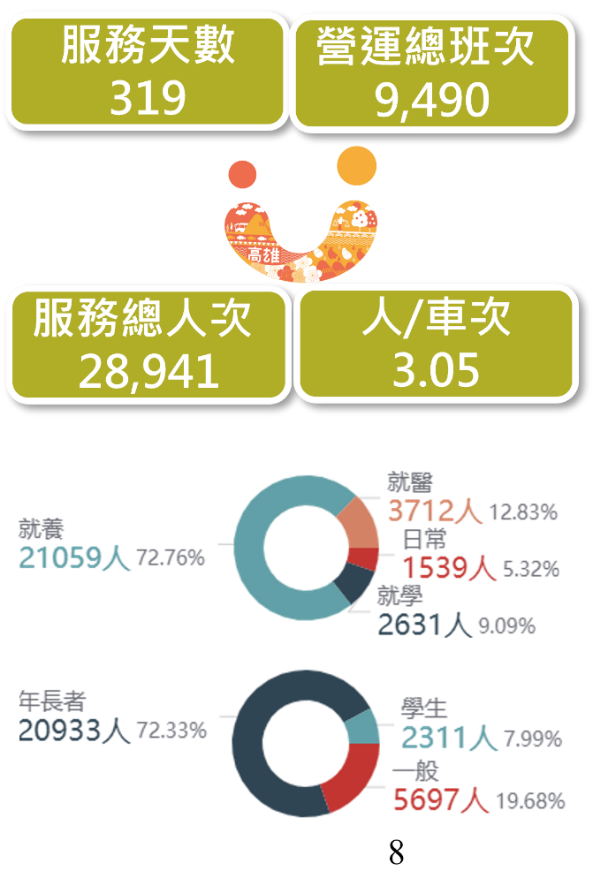 服務天數
319
營運總班次
9,490
高雄
服務總人次
28,941
人/車次
3.05
就養
21059人 72.76%
就醫
3712人 12.83%
日常
1539人 5.32%
就學
2631人 9.09%
年長者
20933人 72.33%
學生
2311人 7.99%
一般
5697人 19.68%
8